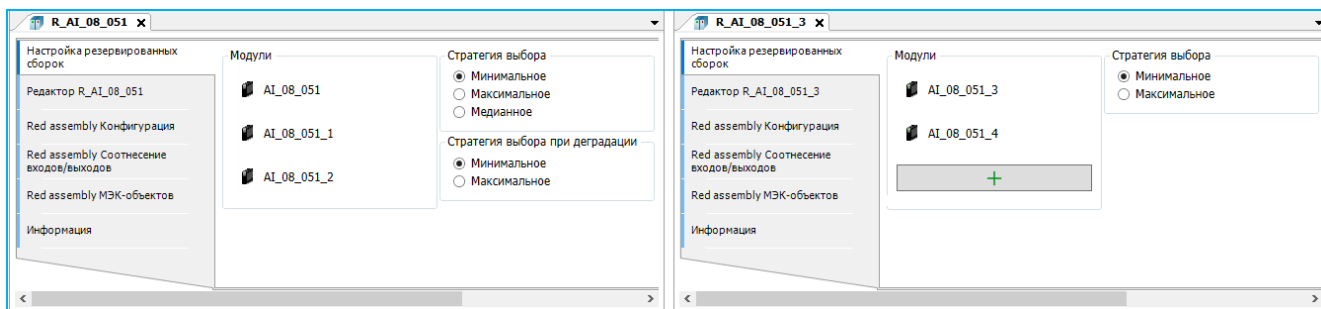 R_AI_08_051
Настройка резервированных
сборок
Редактор R_AI_08_051
Red assembly Конфигурация
Red assembly Соотнесение
входов/выходов
Red assembly МЭК-объектов
Информация
Модули
AI_08_051
AI_08_051_1
AI_08_051_2
Стратегия выбора
Минимальное
Максимальное
Медианное
Стратегия выбора при деградации
Минимальное
Максимальное
R_AI_08_051_3
Настройка резервированных
сборок
Редактор R_AI_08_051_3
Red assembly Конфигурация
Red assembly Соотнесение
входов/выходов
Red assembly МЭК-объектов
Информация
Модули
AI_08_051_3
AI_08_051_4
Стратегия выбора
Минимальное
Максимальное